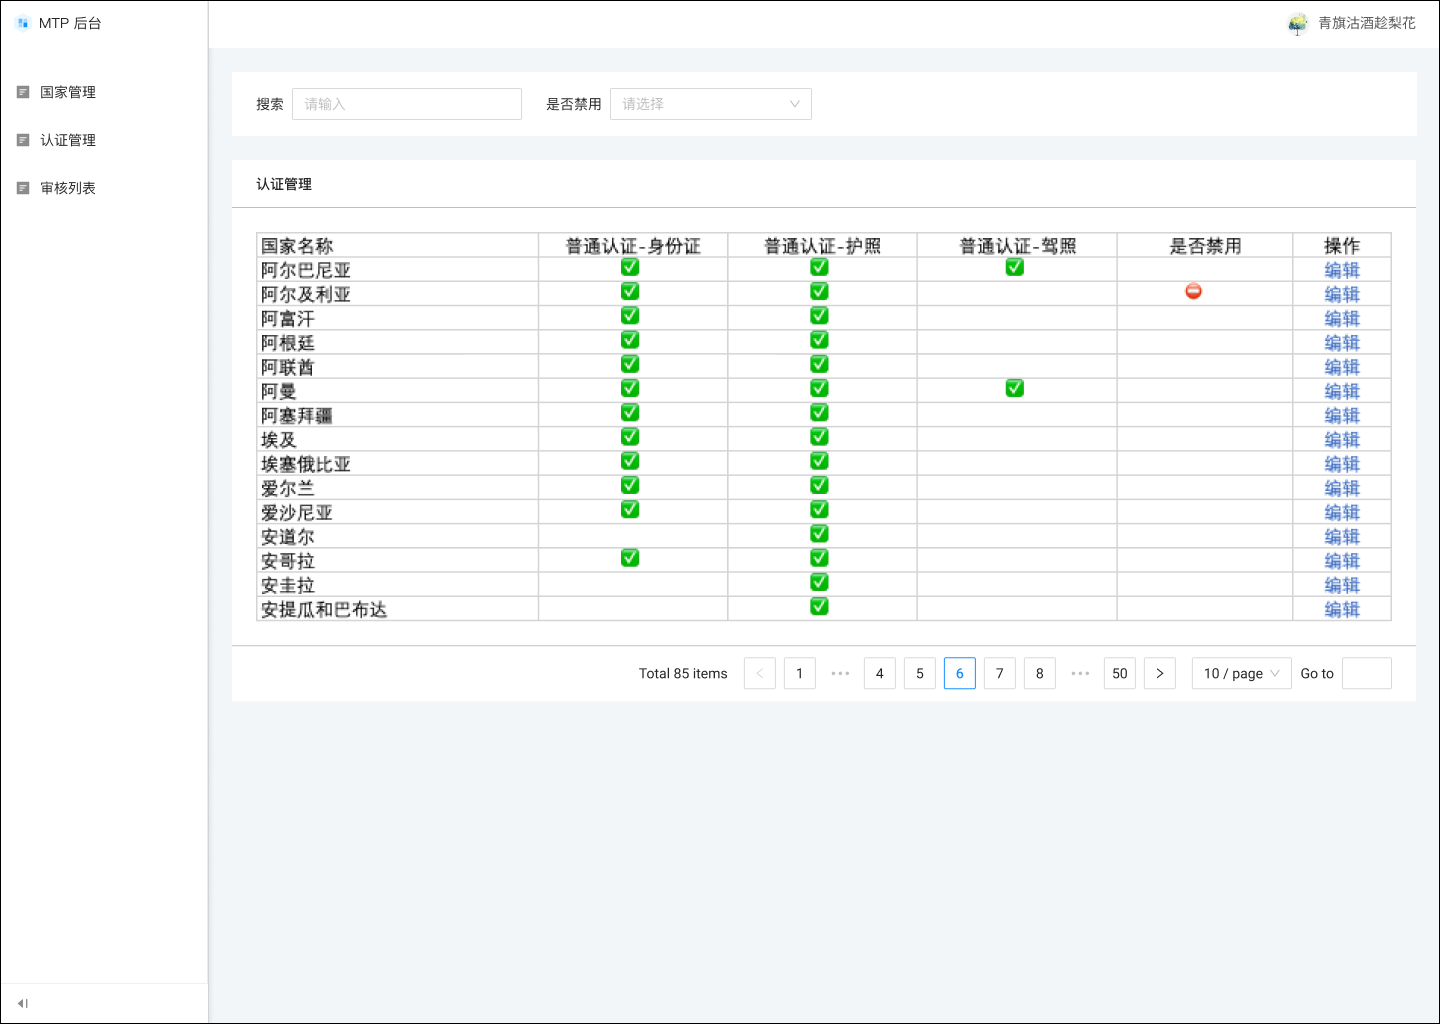 MTP 后台
青旗沽酒趁梨花
国家管理
认证管理
审核列表
搜索 请输入 是否禁用 请选择
认证管理
国家名称 普通认证-身份证 普通认证-护照 普通认证-驾照 是否禁用 操作
阿尔巴尼亚 ✅ ✅ ✅ 编辑
阿尔及利亚 ✅ ✅ ⛔ 编辑
阿富汗 ✅ ✅ 编辑
阿根廷 ✅ ✅ 编辑
阿联酋 ✅ ✅ 编辑
阿曼 ✅ ✅ ✅ 编辑
阿塞拜疆 ✅ ✅ 编辑
埃及 ✅ ✅ 编辑
埃塞俄比亚 ✅ ✅ 编辑
爱尔兰 ✅ ✅ 编辑
爱沙尼亚 ✅ ✅ 编辑
安道尔 ✅ 编辑
安哥拉 ✅ ✅ 编辑
安圭拉 ✅ 编辑
安提瓜和巴布达 ✅ 编辑
Total 85 items < 1 ••• 4 5 6 7 8 ••• 50 > 10 / page Go to